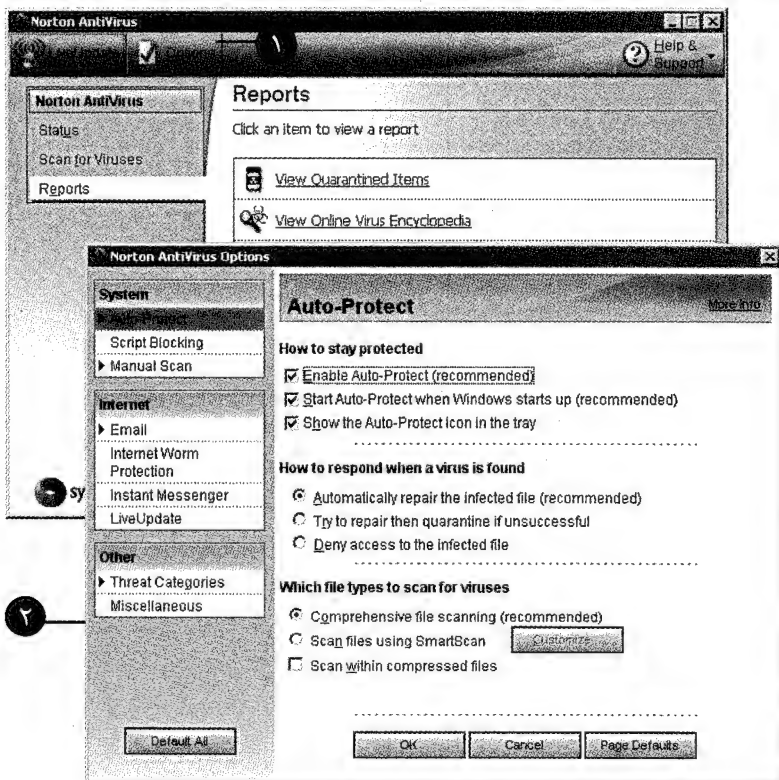 Norton AntiVirus
١
LiveUpdate
Options
Help &
Support
Norton AntiVirus
Status
Scan for Viruses
Reports
Reports
Click an item to view a report
View Quarantined Items
View Online Virus Encyclopedia
Norton AntiVirus Options
System
Auto-Protect
Script Blocking
Manual Scan
Internet
Email
Internet Worm
Protection
Instant Messenger
LiveUpdate
Other
Threat Categories
Miscellaneous
Default All
sy
٢
Auto-Protect
More Info
How to stay protected
Enable Auto-Protect (recommended)
Start Auto-Protect when Windows starts up (recommended)
Show the Auto-Protect icon in the tray
How to respond when a virus is found
Automatically repair the infected file (recommended)
Try to repair then quarantine if unsuccessful
Deny access to the infected file
Which file types to scan for viruses
Comprehensive file scanning (recommended)
Scan files using SmartScan
Customize
Scan within compressed files
OK
Cancel
Page Defaults